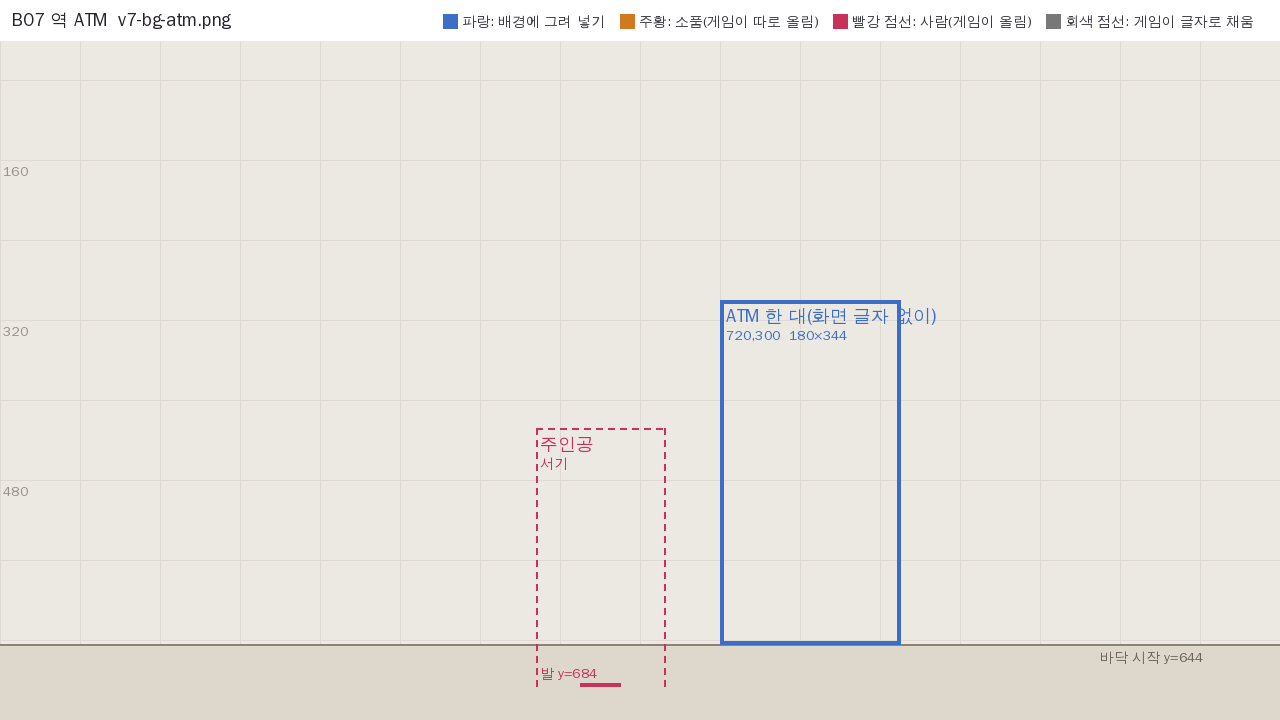 B07 역 ATM  v7-bg-atm.png
파랑: 배경에 그려 넣기
주황: 소품(게임이 따로 올림)
빨강 점선: 사람(게임이 올림)
회색 점선: 게임이 글자로 채움
160
320
ATM 한 대(화면 글자 없이)
720,300  180×344
주인공
서기
480
바닥 시작 y=644
발 y=684